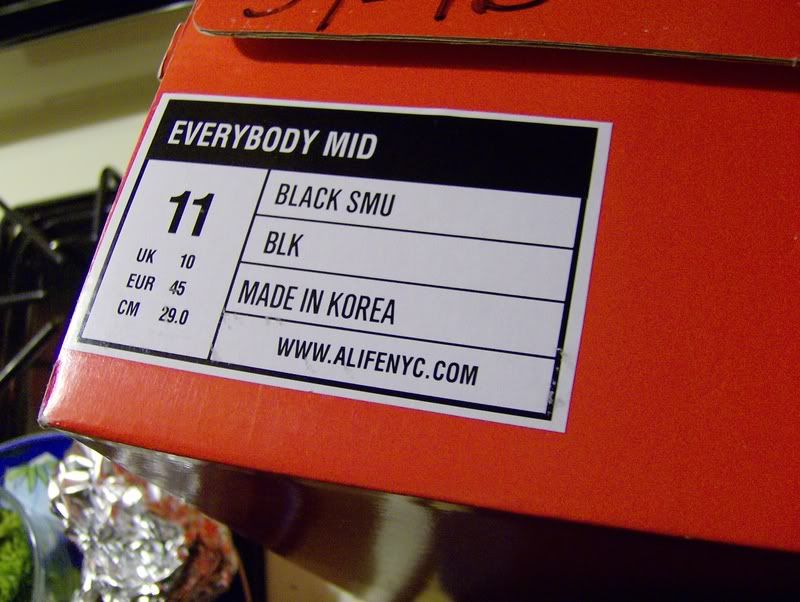 EVERYBODY MID
11
UK 10
EUR 45
CM 29.0
BLACK SMU
BLK
MADE IN KOREA
WWW.ALIFENYC.COM